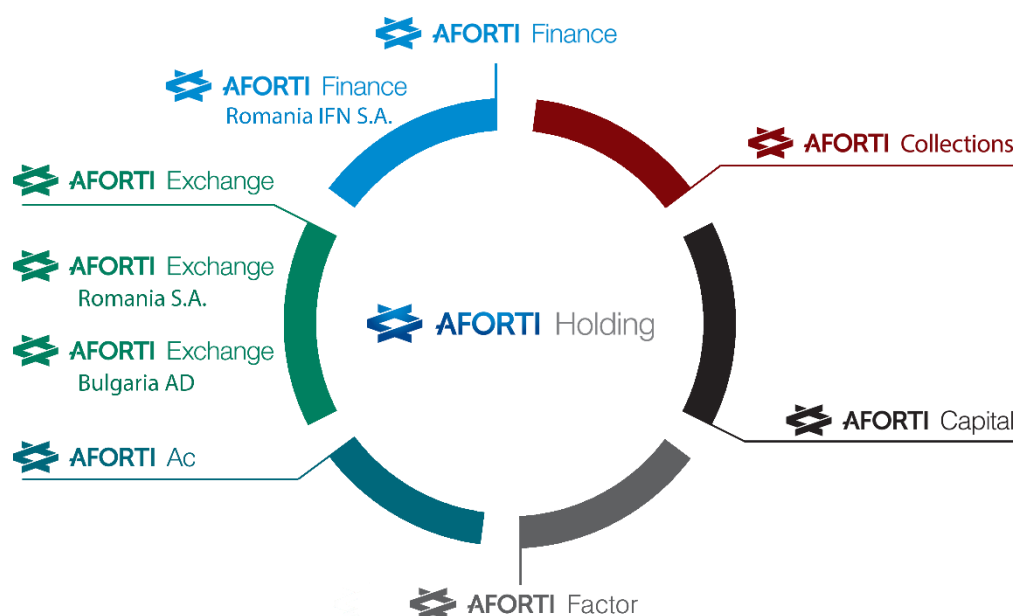 AFORTI Finance
AFORTI Finance
Romania IFN S.A.
AFORTI Collections
AFORTI Exchange
AFORTI Exchange
Romania S.A.
AFORTI Holding
AFORTI Exchange
Bulgaria AD
AFORTI Capital
AFORTI Ac
AFORTI Factor